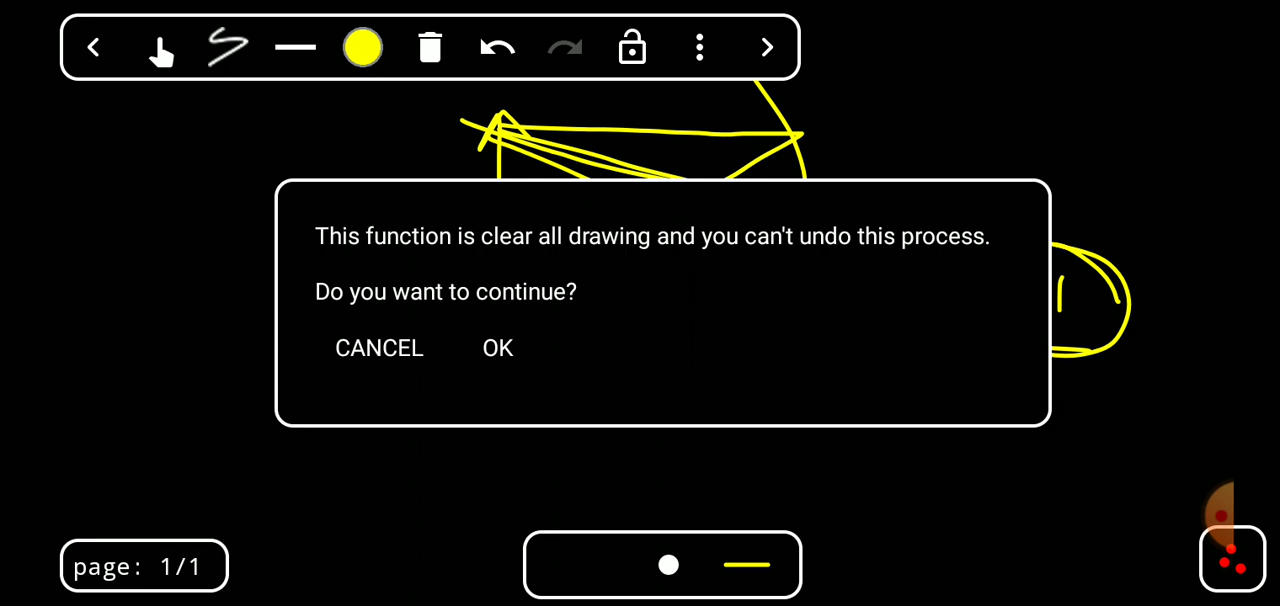 This function is clear all drawing and you can't undo this process.
Do you want to continue?
CANCEL OK
page: 1/1